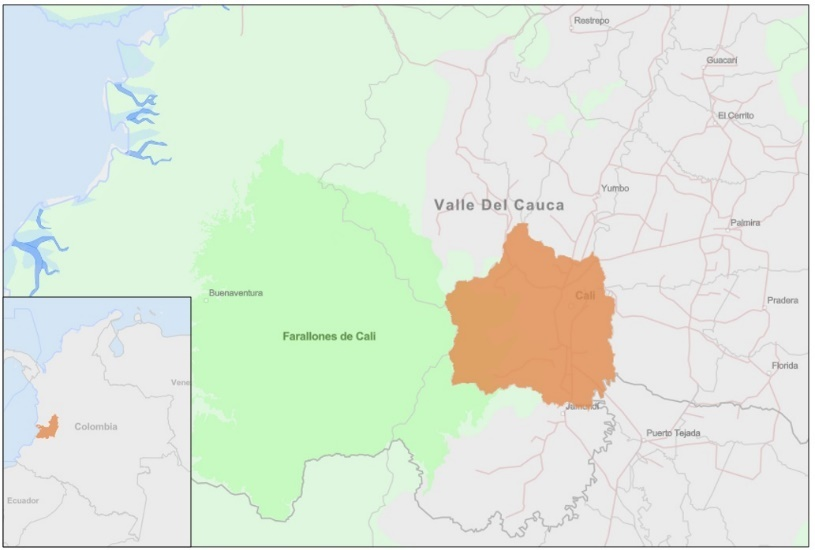 Restrepo
Guacarí
El Cerrito
Yumbo
Valle Del Cauca
Palmira
Buenaventura
Cali
Pradera
Farallones de Cali
Florida
Jamundí
Puerto Tejada
Vene
Colombia
Ecuador